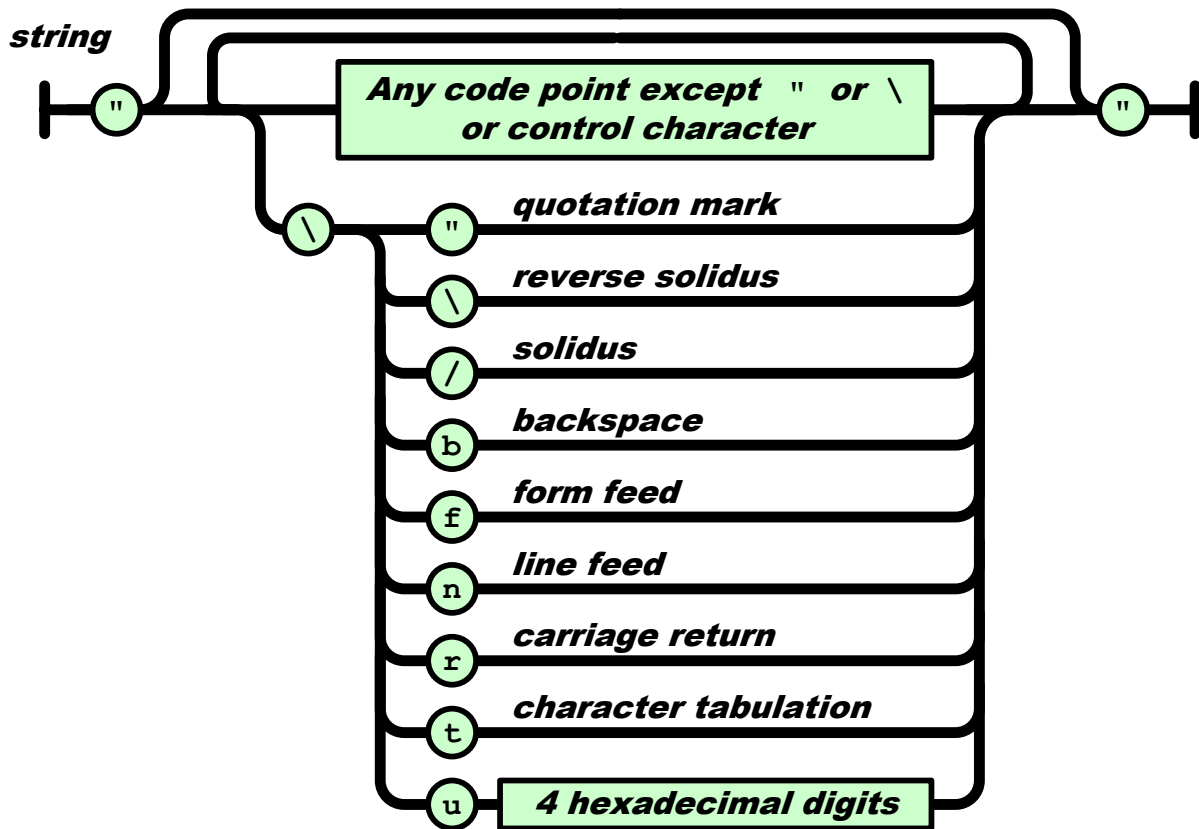 string
" Any code point except " or \ "
or control character
\ " quotation mark
\ reverse solidus
/ solidus
b backspace
f form feed
n line feed
r carriage return
t character tabulation
u 4 hexadecimal digits